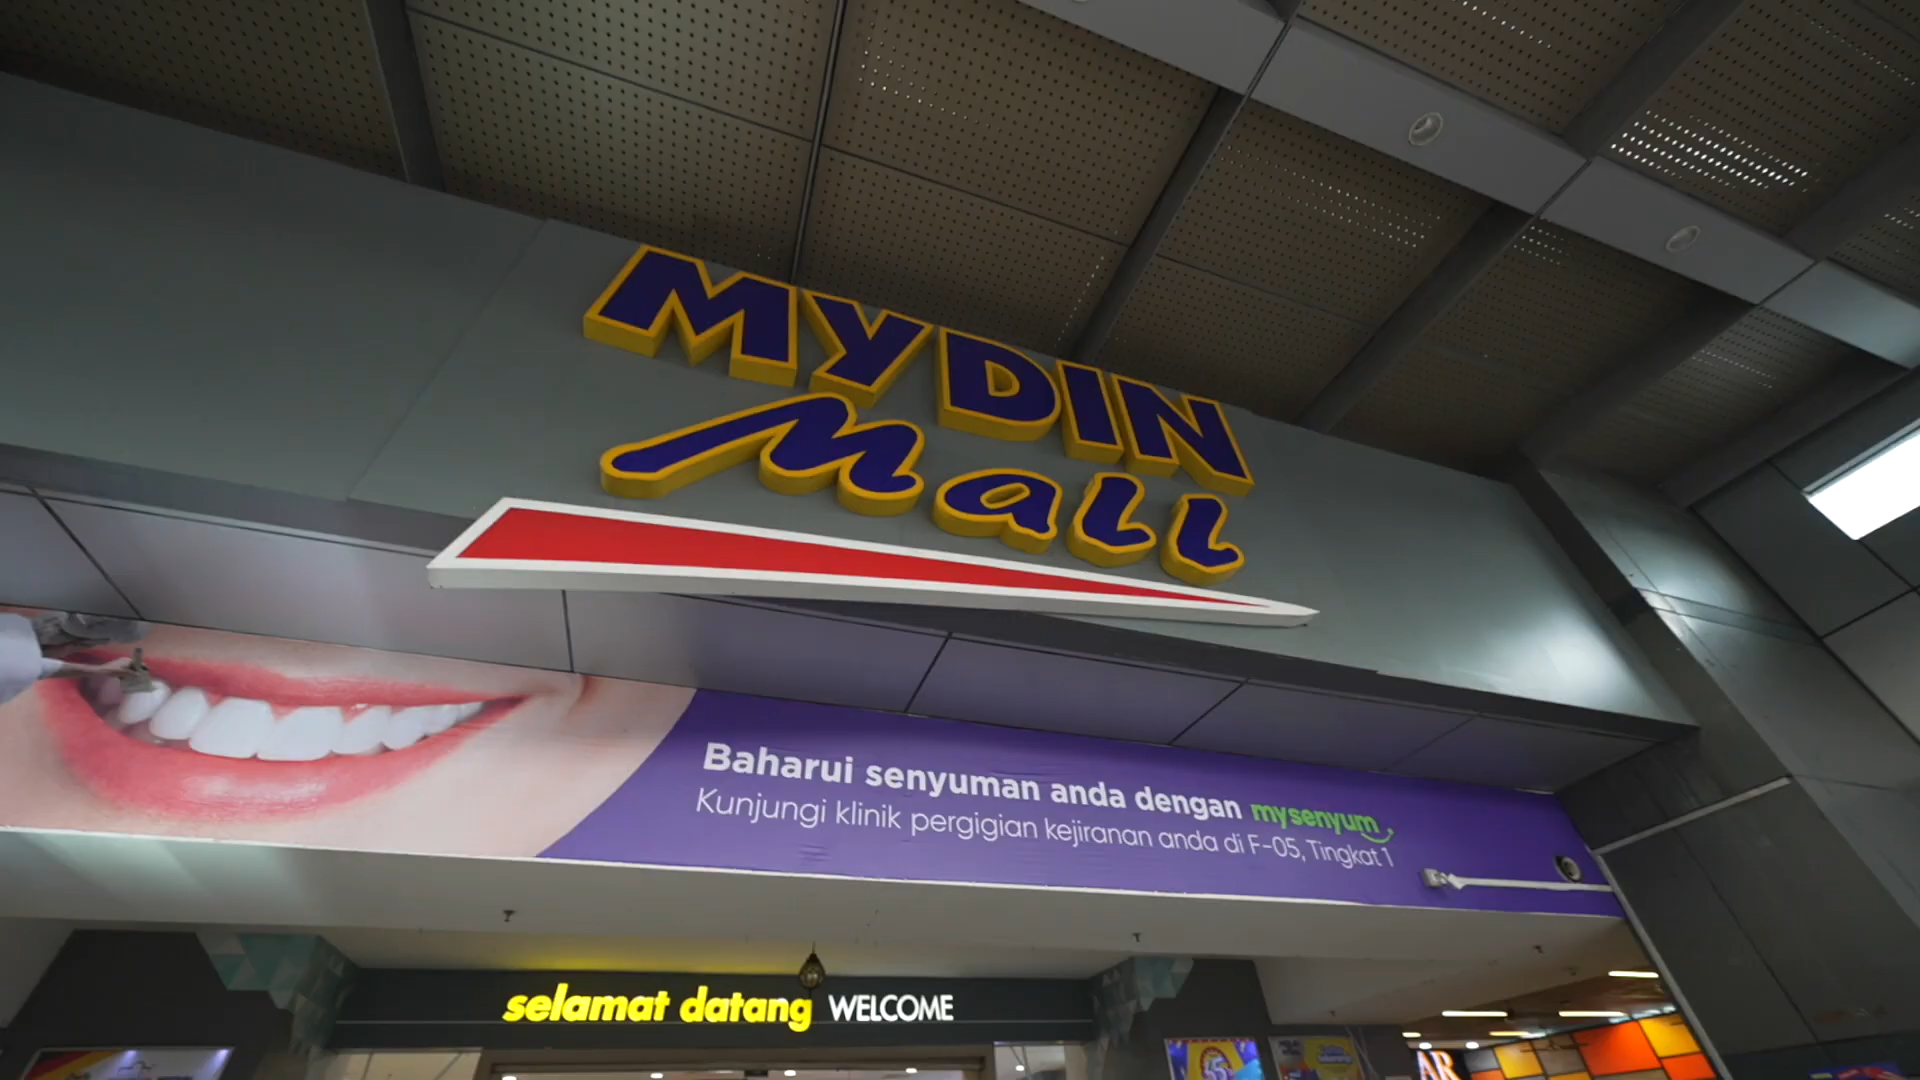 MYDIN
Mall
Baharui senyuman anda dengan mysenyum
Kunjungi klinik pergigian kejiranan anda di F-05, Tingkat 1
selamat datang WELCOME
AR